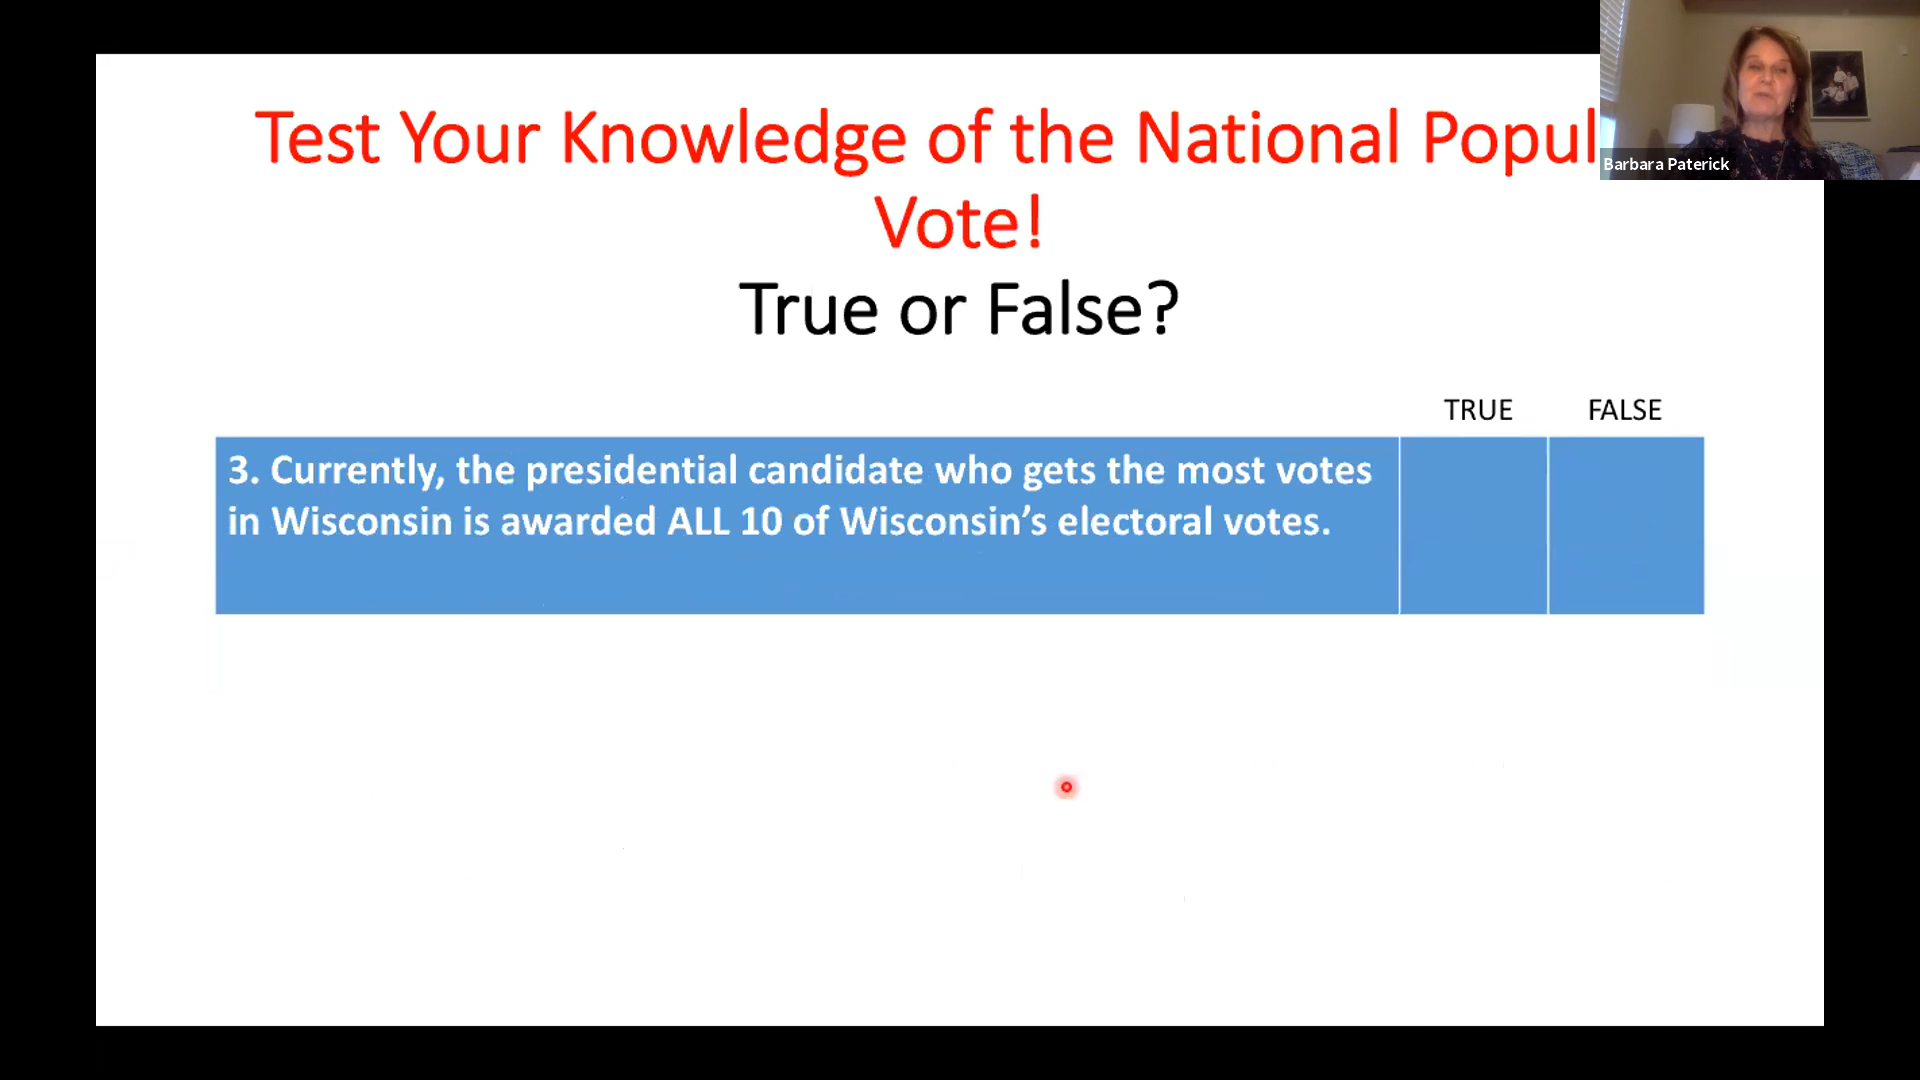 Test Your Knowledge of the National Popul
Vote!
True or False?
TRUE FALSE
3. Currently, the presidential candidate who gets the most votes
in Wisconsin is awarded ALL 10 of Wisconsin’s electoral votes.
Barbara Paterick